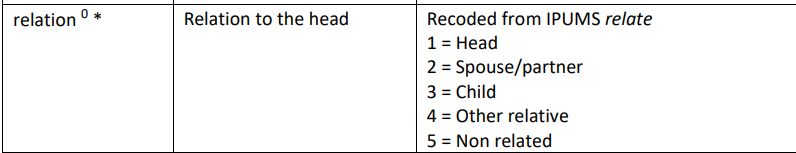 relation ⁰ * Relation to the head Recoded from IPUMS relate
1 = Head
2 = Spouse/partner
3 = Child
4 = Other relative
5 = Non related